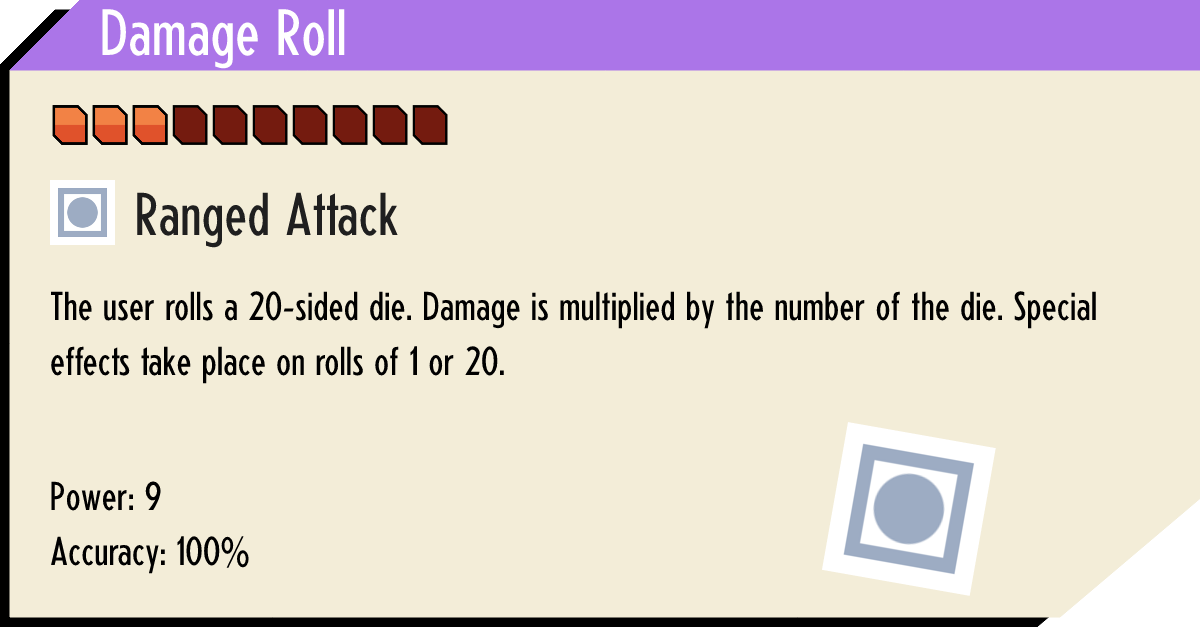 Damage Roll
Ranged Attack
The user rolls a 20-sided die. Damage is multiplied by the number of the die. Special
effects take place on rolls of 1 or 20.
Power: 9
Accuracy: 100%